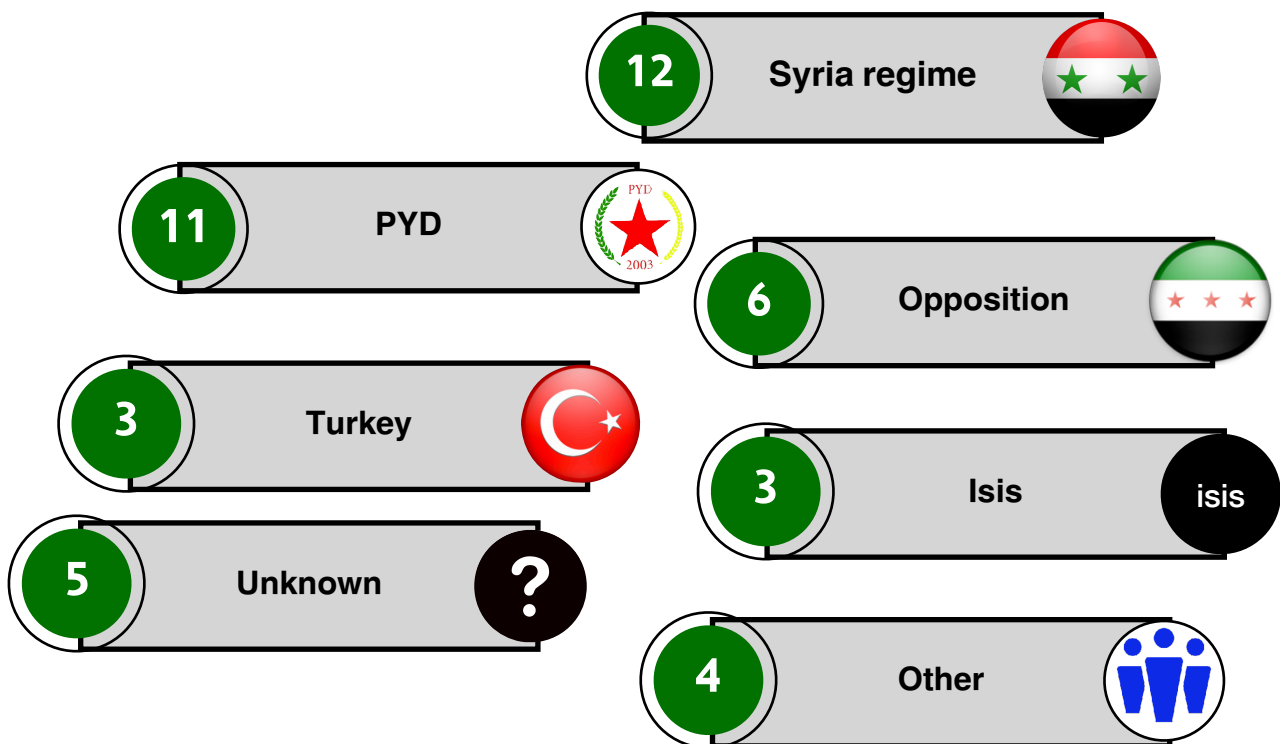 12 Syria regime
11 PYD
PYD
2003
6 Opposition
3 Turkey
3 Isis
isis
5 Unknown
?
4 Other